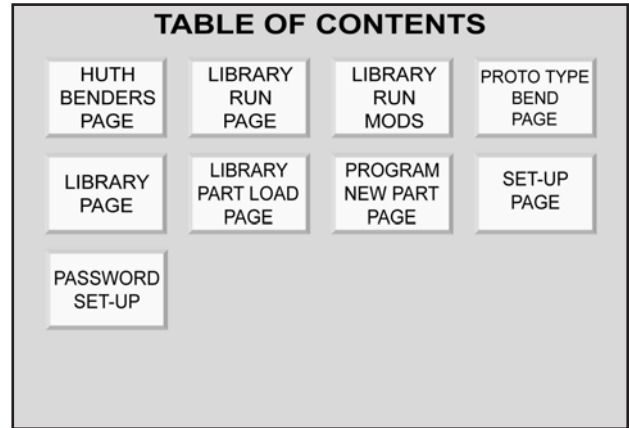 TABLE OF CONTENTS
HUTH
BENDERS
PAGE
LIBRARY
RUN
PAGE
LIBRARY
RUN
MODS
PROTO TYPE
BEND
PAGE
LIBRARY
PAGE
LIBRARY
PART LOAD
PAGE
PROGRAM
NEW PART
PAGE
SET-UP
PAGE
PASSWORD
SET-UP